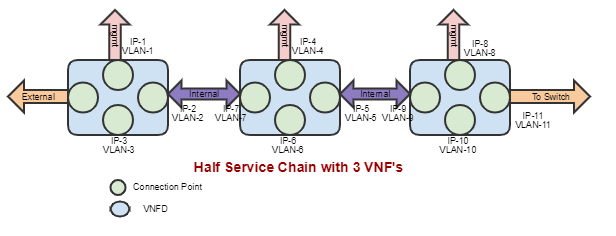 mgmt
IP-1
VLAN-1
mgmt
IP-4
VLAN-4
mgmt
IP-8
VLAN-8
External
Internal
Internal
To Switch
IP-2
VLAN-2
IP-7
VLAN-7
IP-5
VLAN-5
IP-9
VLAN-9
IP-11
VLAN-11
IP-3
VLAN-3
IP-6
VLAN-6
IP-10
VLAN-10
Half Service Chain with 3 VNF's
Connection Point
VNFD